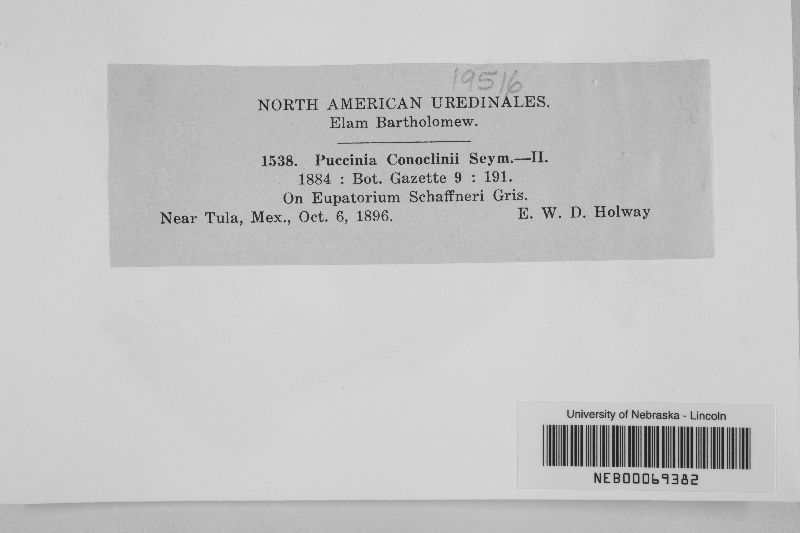 19516
NORTH AMERICAN UREDINALES.
Elam Bartholomew.
1538. Puccinia Conoclinii Seym.—II.
1884 : Bot. Gazette 9 : 191.
On Eupatorium Schaffneri Gris.
Near Tula, Mex., Oct. 6, 1896. E. W. D. Holway
University of Nebraska - Lincoln
NEB00069382